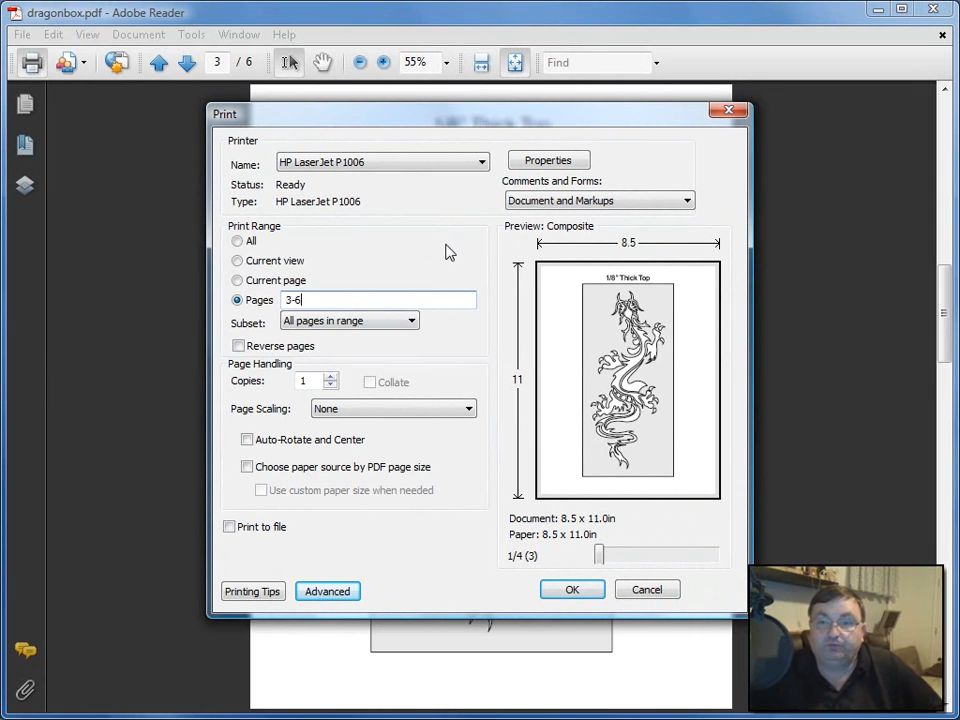 dragonbox.pdf - Adobe Reader
File Edit View Document Tools Window Help
3 / 6 55% Find
1/8" Thick Top
Print
Printer
Name: HP LaserJet P1006 Properties
Status: Ready Comments and Forms:
Type: HP LaserJet P1006 Document and Markups
Print Range Preview: Composite
All 8.5
Current view
Current page
Pages 3-6 1/8" Thick Top
Subset: All pages in range
Reverse pages
Page Handling
Copies: 1 Collate 11
Page Scaling: None
Auto-Rotate and Center
Choose paper source by PDF page size
Use custom paper size when needed
Document: 8.5 x 11.0in
Print to file Paper: 8.5 x 11.0in
1/4 (3)
Printing Tips Advanced OK Cancel